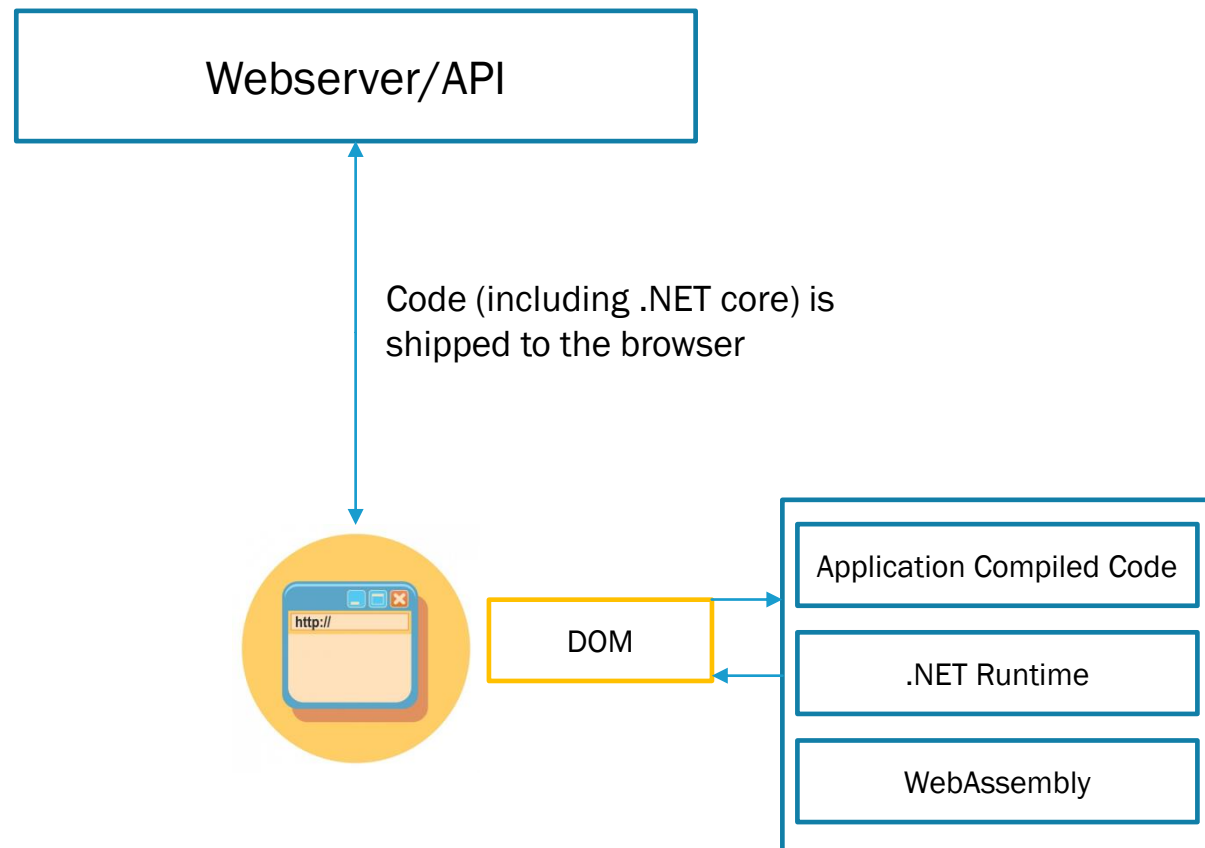 Webserver/API
Code (including .NET core) is
shipped to the browser
http://
DOM
Application Compiled Code
.NET Runtime
WebAssembly